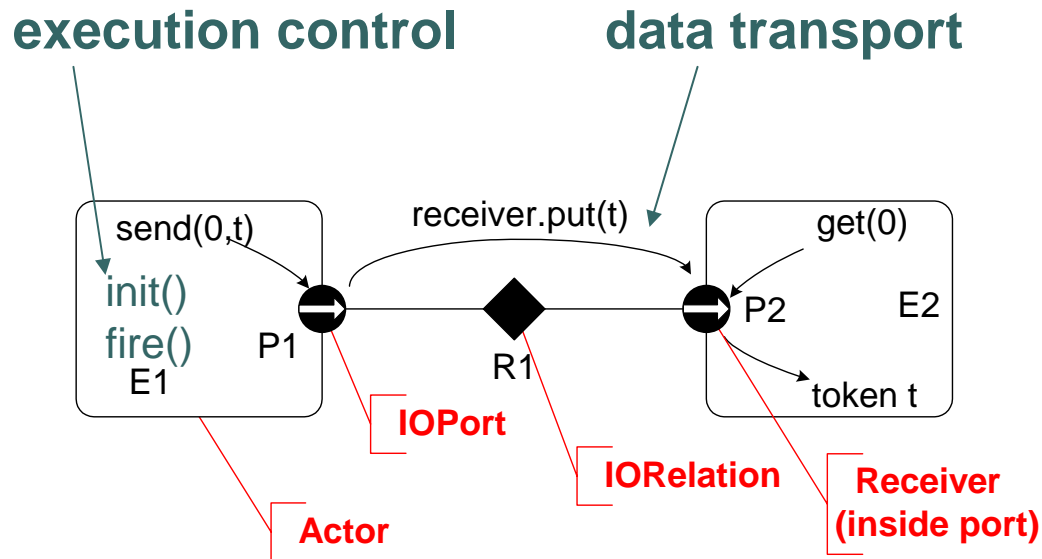 execution control
data transport
send(0,t)
receiver.put(t)
get(0)
init()
fire()
E1
P1
R1
P2
E2
token t
IOPort
IORelation
Receiver
(inside port)
Actor